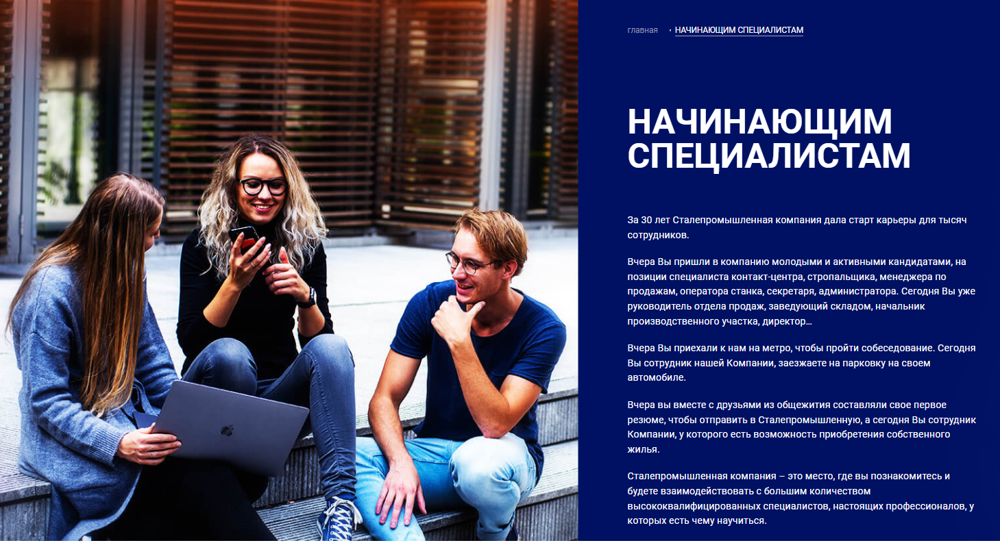 главная · НАЧИНАЮЩИМ СПЕЦИАЛИСТАМ
НАЧИНАЮЩИМ
СПЕЦИАЛИСТАМ
За 30 лет Сталепромышленная компания дала старт карьеры для тысяч
сотрудников.
Вчера Вы пришли в компанию молодыми и активными кандидатами, на
позиции специалиста контакт-центра, стропальщика, менеджера по
продажам, оператора станка, секретаря, администратора. Сегодня Вы уже
руководитель отдела продаж, заведующий складом, начальник
производственного участка, директор...
Вчера Вы приехали к нам на метро, чтобы пройти собеседование. Сегодня
Вы сотрудник нашей Компании, заезжаете на парковку на своем
автомобиле.
Вчера вы вместе с друзьями из общежития составляли свое первое
резюме, чтобы отправить в Сталепромышленную, а сегодня Вы сотрудник
Компании, у которого есть возможность приобретения собственного
жилья.
Сталепромышленная компания – это место, где вы познакомитесь и
будете взаимодействовать с большим количеством
высококвалифицированных специалистов, настоящих профессионалов, у
которых есть чему научиться.